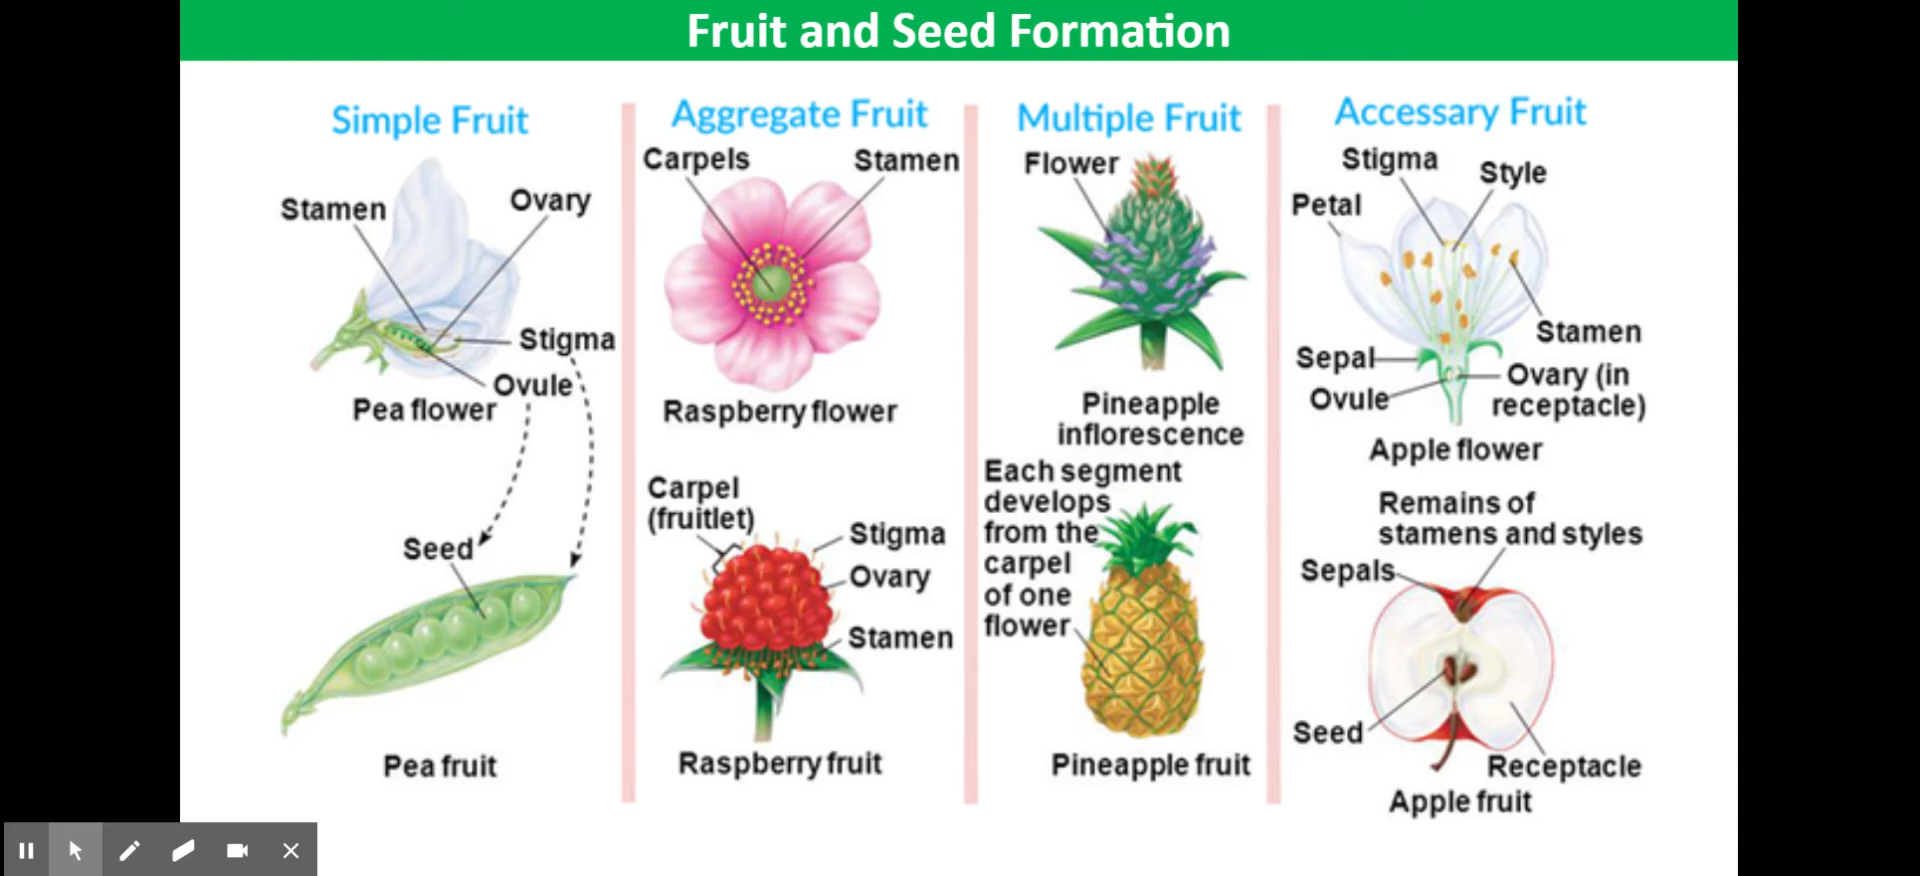 Fruit and Seed Formation
Simple Fruit
Stamen
Ovary
Stigma
Ovule
Pea flower
Seed
Pea fruit
Aggregate Fruit
Carpels
Stamen
Raspberry flower
Carpel
(fruitlet)
Stigma
Ovary
Stamen
Raspberry fruit
Multiple Fruit
Flower
Pineapple
inflorescence
Each segment
develops
from the
carpel
of one
flower
Pineapple fruit
Accessary Fruit
Stigma
Style
Petal
Stamen
Sepal
Ovule
Ovary (in
receptacle)
Apple flower
Remains of
stamens and styles
Sepals
Seed
Receptacle
Apple fruit